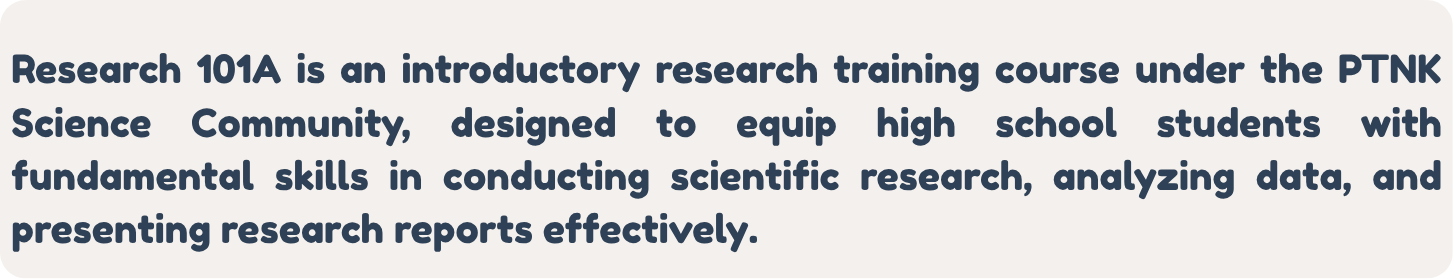 Research 101A is an introductory research training course under the PTNK
Science Community, designed to equip high school students with
fundamental skills in conducting scientific research, analyzing data, and
presenting research reports effectively.